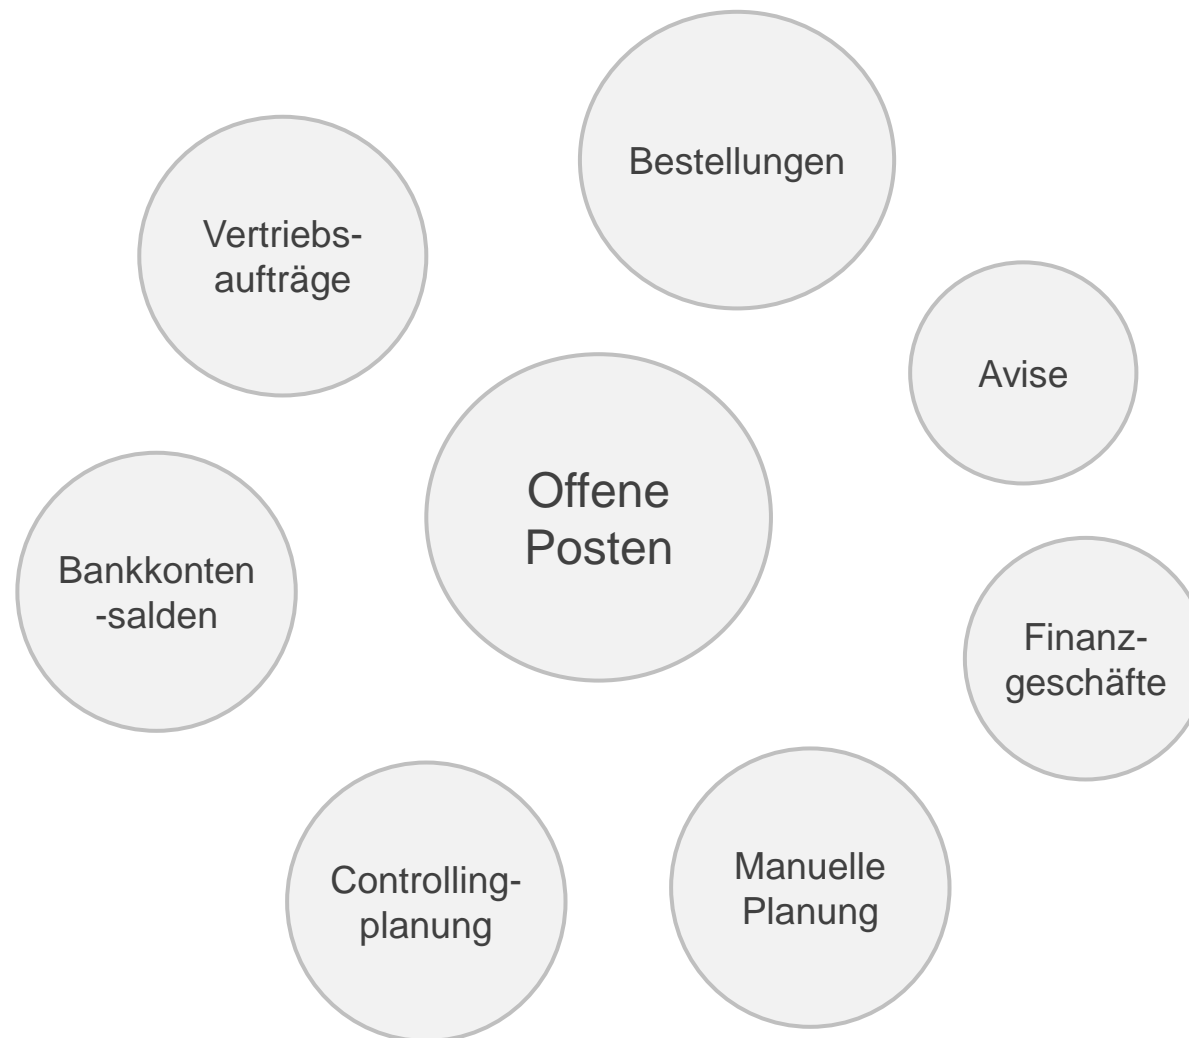 Bestellungen
Vertriebs-
aufträge
Avise
Offene
Posten
Bankkonten
-salden
Finanz-
geschäfte
Controlling-
planung
Manuelle
Planung